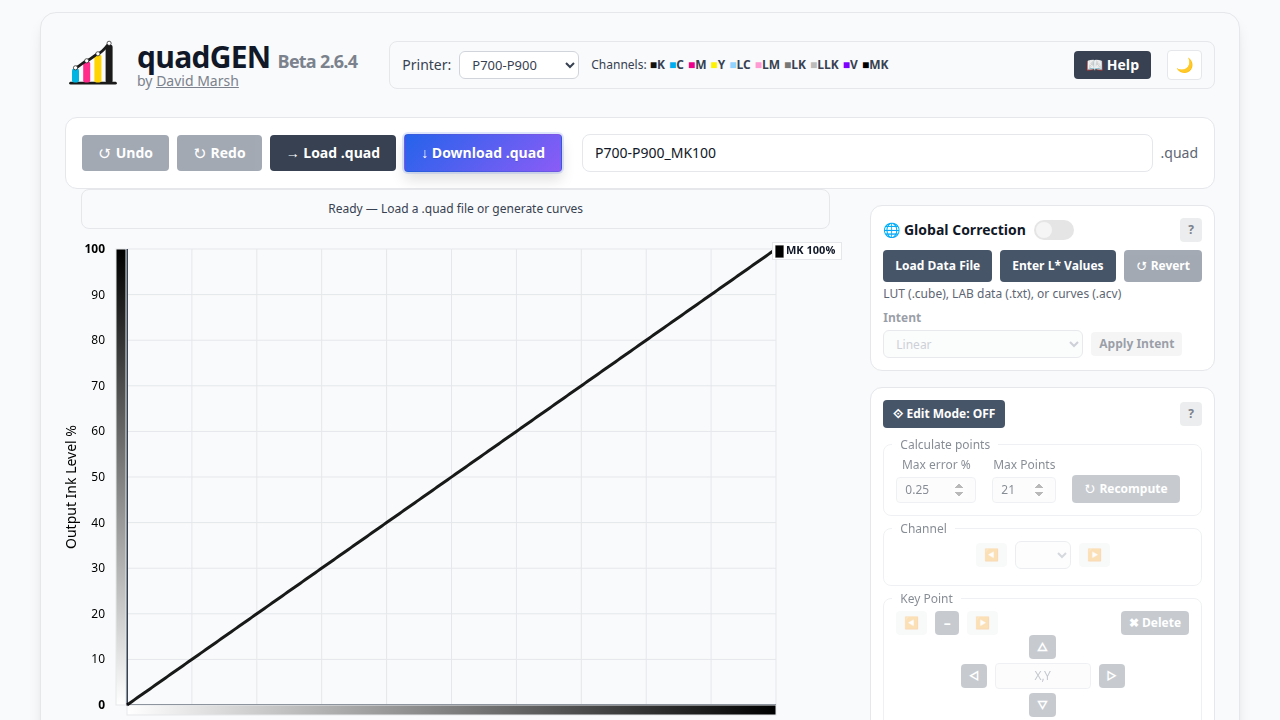 quadGEN Beta 2.6.4
by David Marsh
Printer: P700-P900 Channels: K C M Y LC LM LK LLK V MK 📖 Help 🌙
↺ Undo ↻ Redo → Load .quad ↓ Download .quad P700-P900_MK100 .quad
Ready — Load a .quad file or generate curves
🌐 Global Correction ?
Load Data File Enter L* Values ↺ Revert
LUT (.cube), LAB data (.txt), or curves (.acv)
Intent
Linear Apply Intent
MK 100%
100
90
80
70
60
50
40
30
20
10
0
Output Ink Level %
⟐ Edit Mode: OFF ?
Calculate points
Max error % Max Points
0.25 21 ↻ Recompute
Channel
◀ ▶
Key Point
◀ – ▶ ✖ Delete
△
◁ X,Y ▷
▽